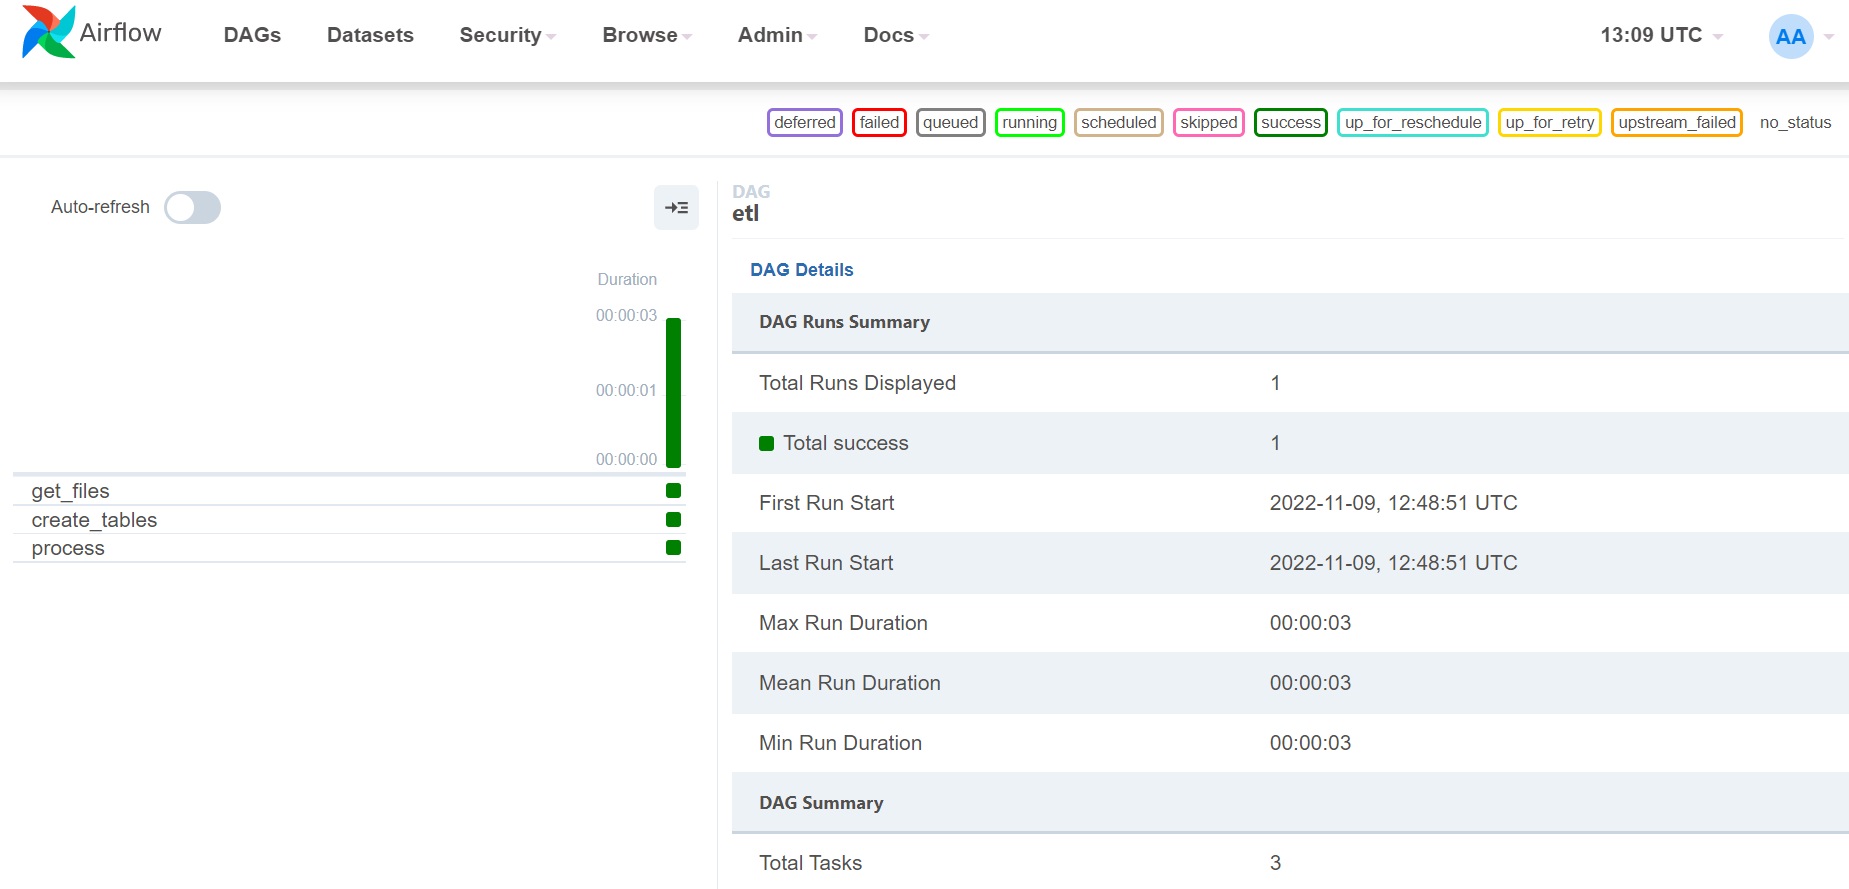 Airflow DAGs Datasets Security Browse Admin Docs 13:09 UTC AA
deferred failed queued running scheduled skipped success up_for_reschedule up_for_retry upstream_failed no_status
Auto-refresh
Duration
00:00:03
00:00:01
00:00:00
get_files
create_tables
process
DAG
etl
DAG Details
DAG Runs Summary
Total Runs Displayed 1
Total success 1
First Run Start 2022-11-09, 12:48:51 UTC
Last Run Start 2022-11-09, 12:48:51 UTC
Max Run Duration 00:00:03
Mean Run Duration 00:00:03
Min Run Duration 00:00:03
DAG Summary
Total Tasks 3